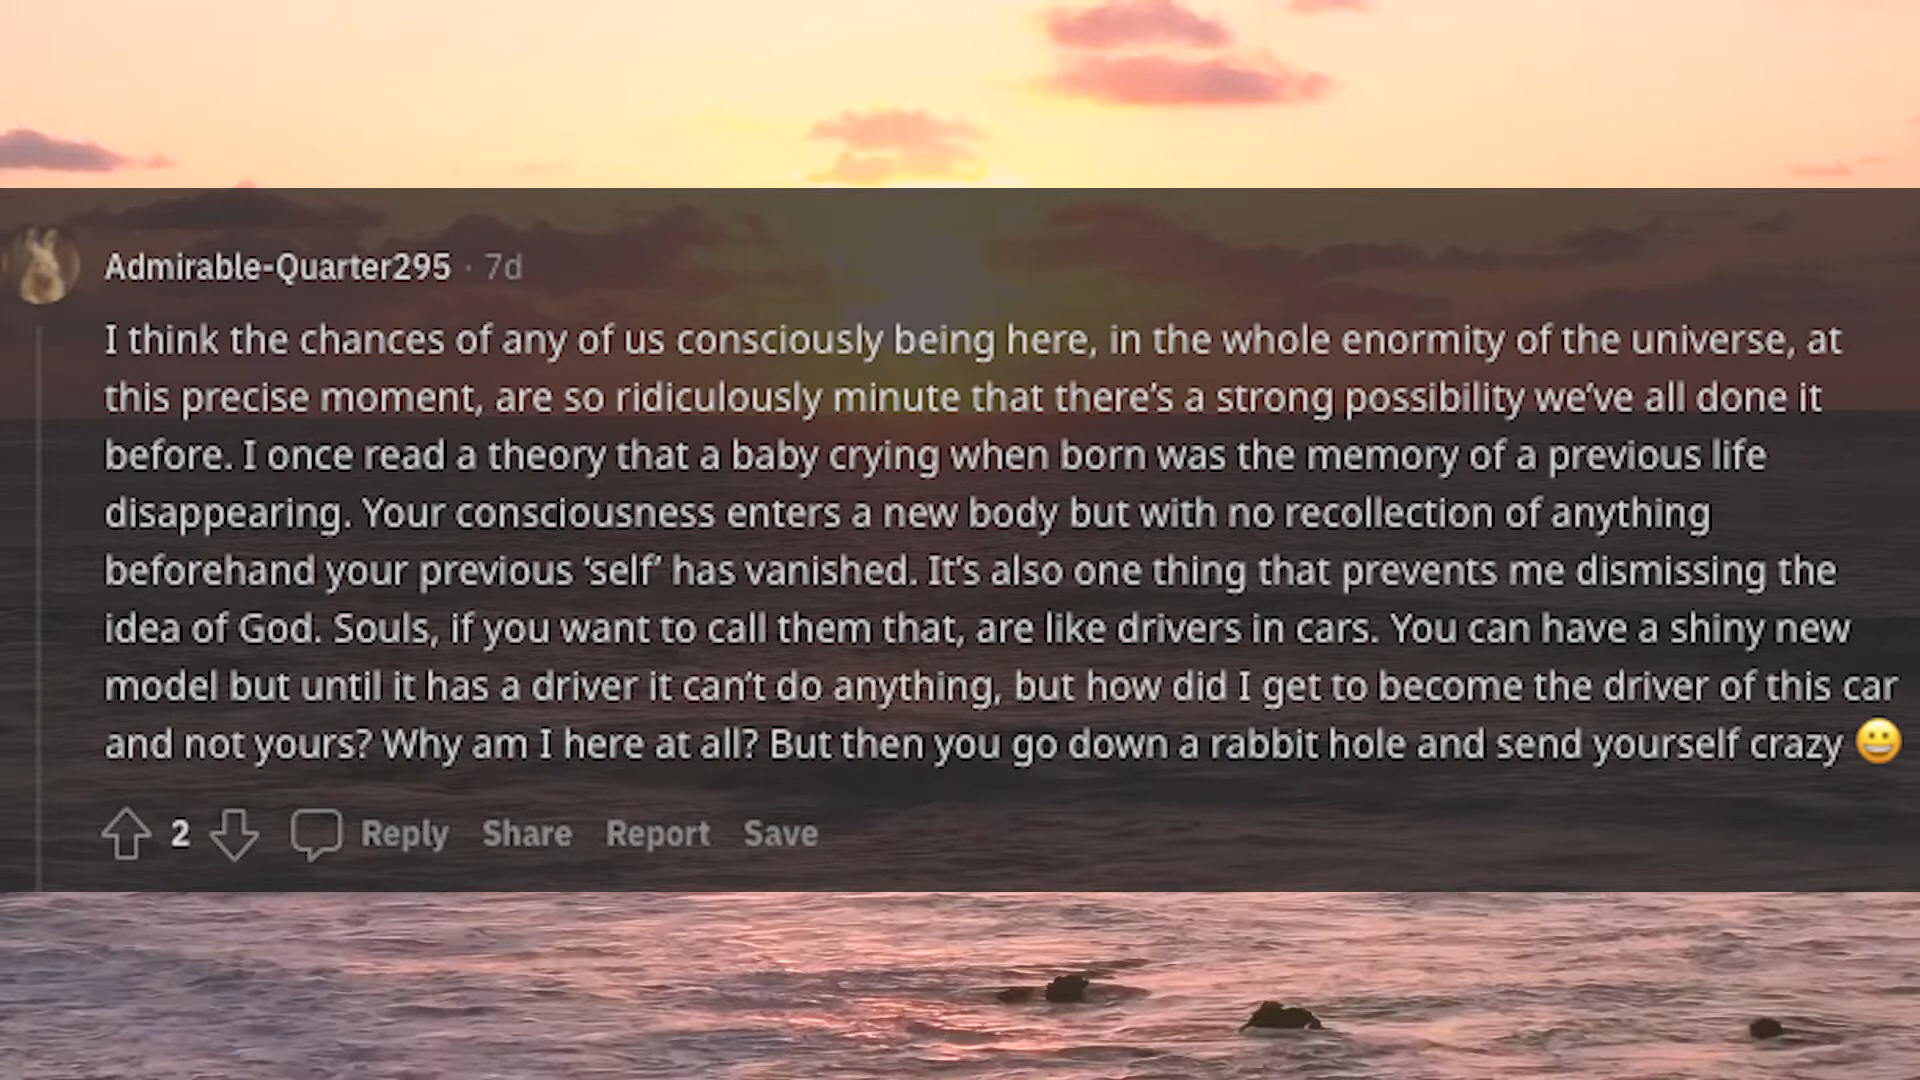 Admirable-Quarter295 · 7d
I think the chances of any of us consciously being here, in the whole enormity of the universe, at
this precise moment, are so ridiculously minute that there's a strong possibility we've all done it
before. I once read a theory that a baby crying when born was the memory of a previous life
disappearing. Your consciousness enters a new body but with no recollection of anything
beforehand your previous ‘self’ has vanished. It's also one thing that prevents me dismissing the
idea of God. Souls, if you want to call them that, are like drivers in cars. You can have a shiny new
model but until it has a driver it can't do anything, but how did I get to become the driver of this car
and not yours? Why am I here at all? But then you go down a rabbit hole and send yourself crazy 😀
2 Reply Share Report Save